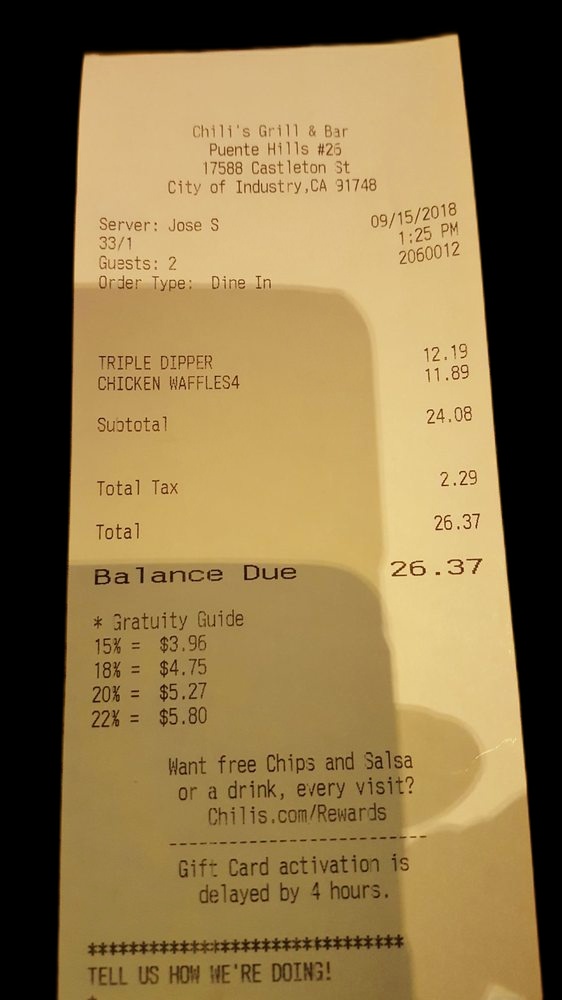 Chili's Grill & Bar
Puente Hills #26
17588 Castleton St
City of Industry,CA 91748
Server: Jose S 09/15/2018
33/1 1:25 PM
Guests: 2 2060012
Order Type: Dine In
TRIPLE DIPPER 12.19
CHICKEN WAFFLES4 11.89
Subtotal 24.08
Total Tax 2.29
Total 26.37
Balance Due 26.37
* Gratuity Guide
15% = $3.96
18% = $4.75
20% = $5.27
22% = $5.80
Want free Chips and Salsa
or a drink, every visit?
Chilis.com/Rewards
------------------------------
Gift Card activation is
delayed by 4 hours.
********************************
TELL US HOW WE'RE DOING!